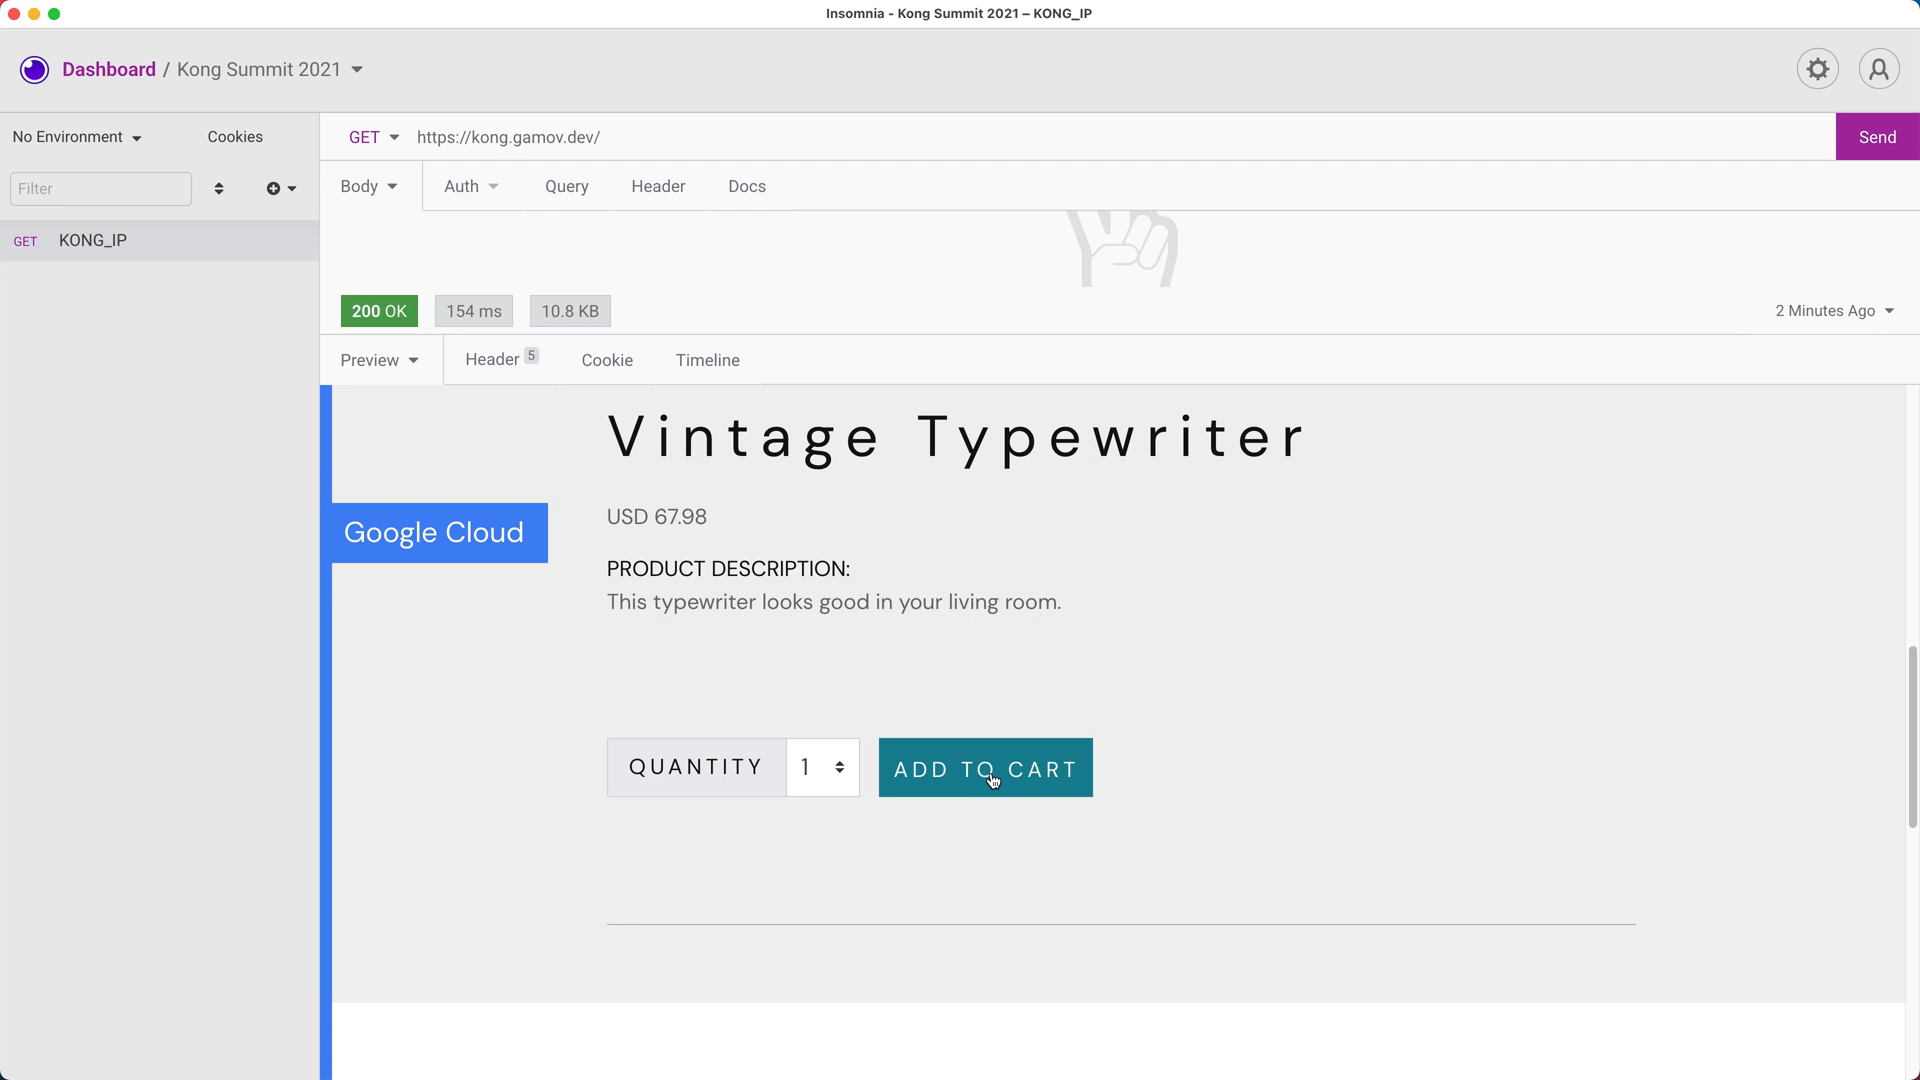 Insomnia - Kong Summit 2021 – KONG_IP
Dashboard / Kong Summit 2021
No Environment Cookies
GET https://kong.gamov.dev/ Send
Filter
Body Auth Query Header Docs
GET KONG_IP
200 OK 154 ms 10.8 KB 2 Minutes Ago
Preview Header 5 Cookie Timeline
Vintage Typewriter
USD 67.98
Google Cloud
PRODUCT DESCRIPTION:
This typewriter looks good in your living room.
QUANTITY 1 ADD TO CART